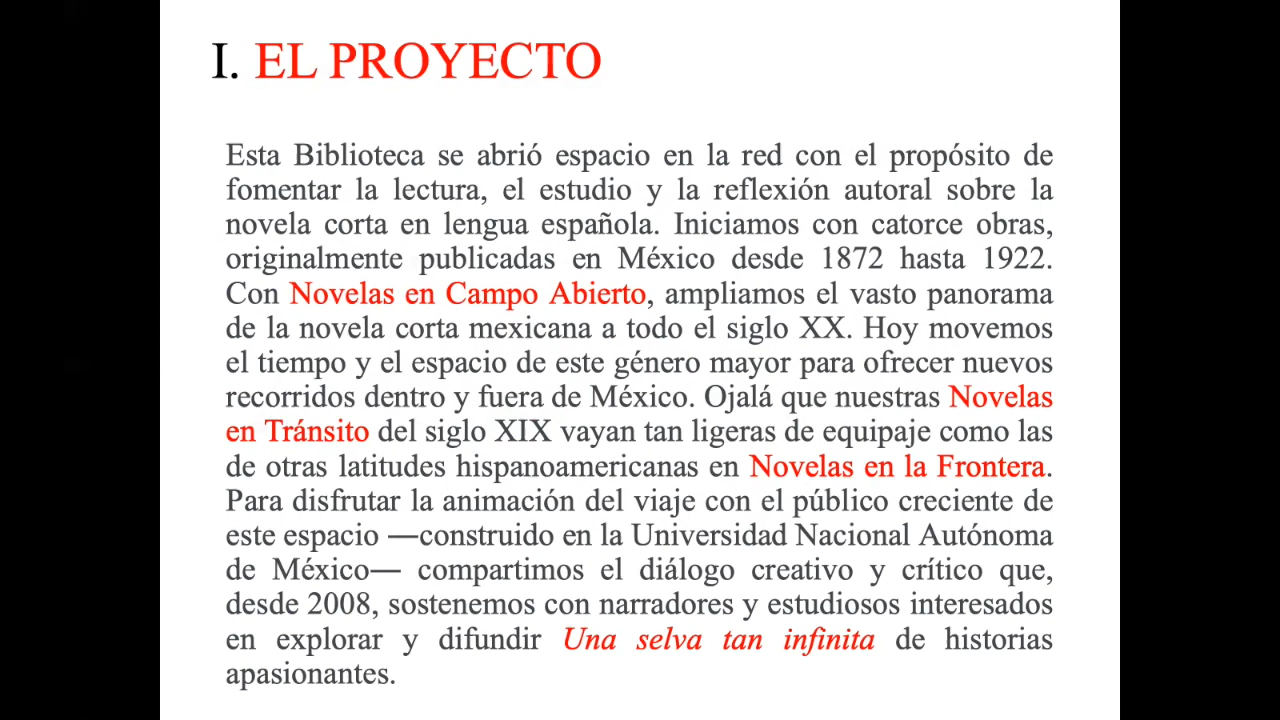 I. EL PROYECTO
Esta Biblioteca se abrió espacio en la red con el propósito de
fomentar la lectura, el estudio y la reflexión autoral sobre la
novela corta en lengua española. Iniciamos con catorce obras,
originalmente publicadas en México desde 1872 hasta 1922.
Con Novelas en Campo Abierto, ampliamos el vasto panorama
de la novela corta mexicana a todo el siglo XX. Hoy movemos
el tiempo y el espacio de este género mayor para ofrecer nuevos
recorridos dentro y fuera de México. Ojalá que nuestras Novelas
en Tránsito del siglo XIX vayan tan ligeras de equipaje como las
de otras latitudes hispanoamericanas en Novelas en la Frontera.
Para disfrutar la animación del viaje con el público creciente de
este espacio —construido en la Universidad Nacional Autónoma
de México— compartimos el diálogo creativo y crítico que,
desde 2008, sostenemos con narradores y estudiosos interesados
en explorar y difundir Una selva tan infinita de historias
apasionantes.